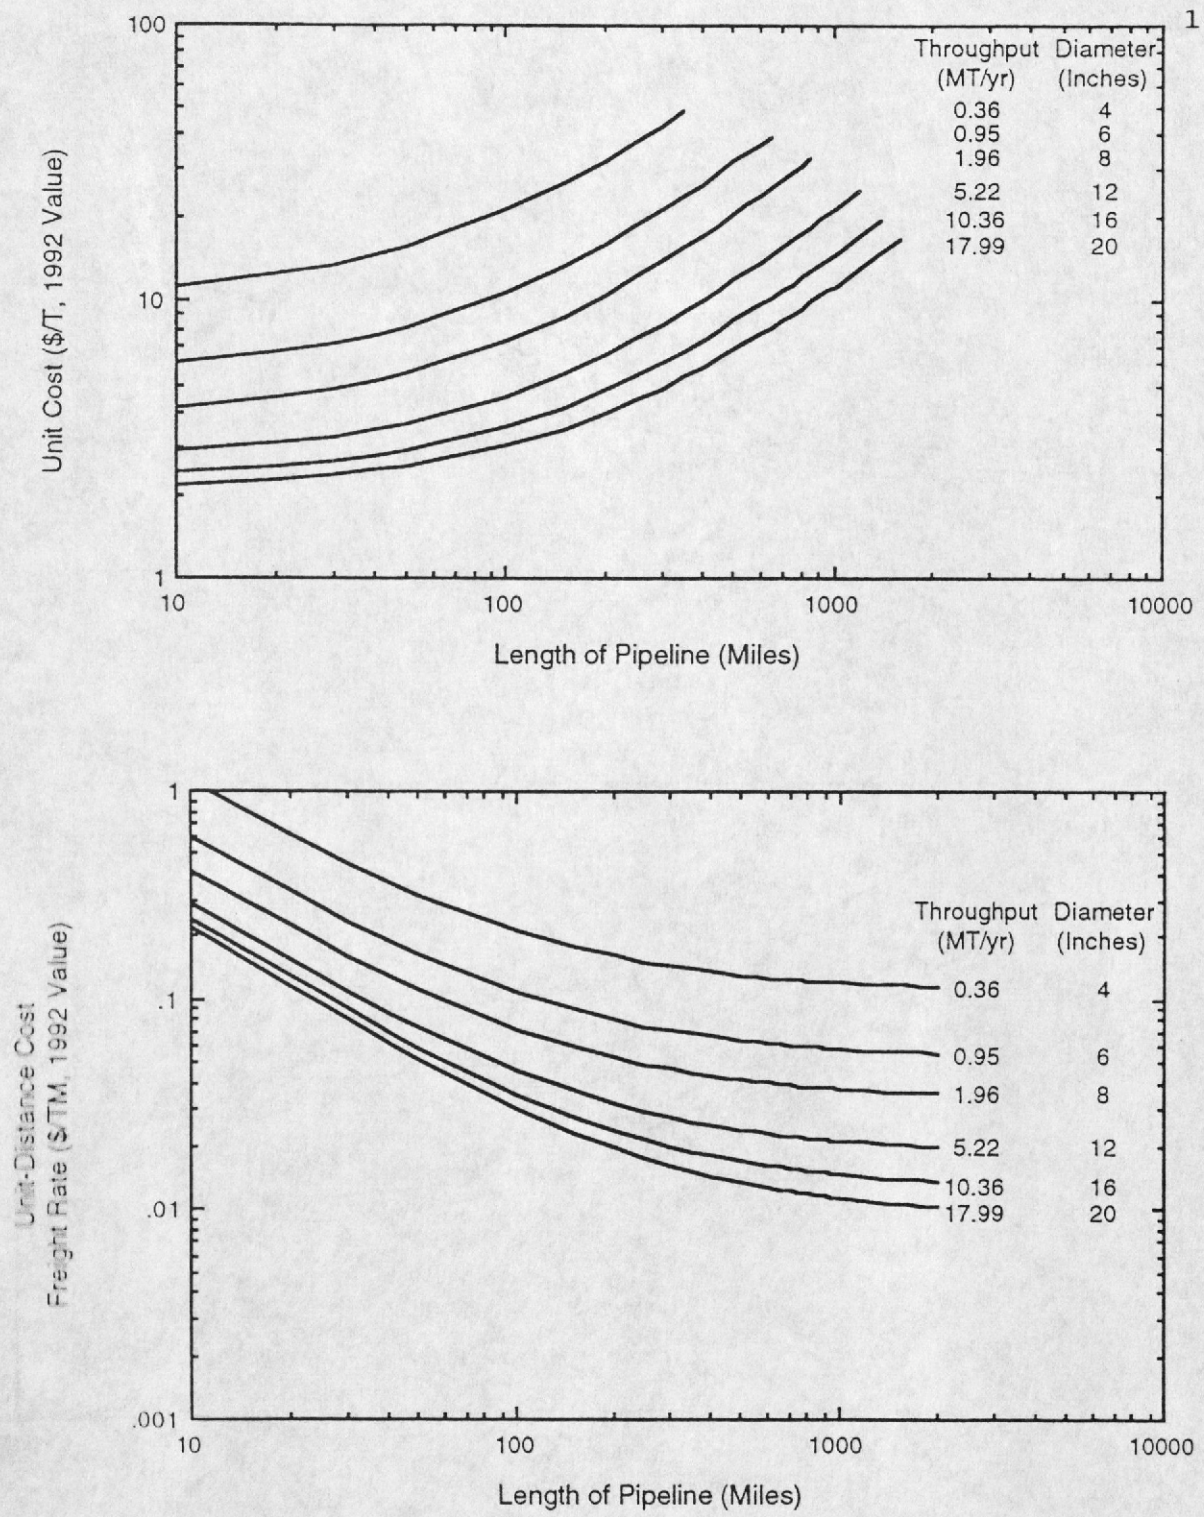 1
100
10
1
Unit Cost ($/T, 1992 Value)
Throughput Diameter
(MT/yr) (Inches)
0.36 4
0.95 6
1.96 8
5.22 12
10.36 16
17.99 20
10 100 1000 10000
Length of Pipeline (Miles)
1
.1
.01
.001
Unit-Distance Cost
Freight Rate ($/TM, 1992 Value)
Throughput Diameter
(MT/yr) (Inches)
0.36 4
0.95 6
1.96 8
5.22 12
10.36 16
17.99 20
10 100 1000 10000
Length of Pipeline (Miles)